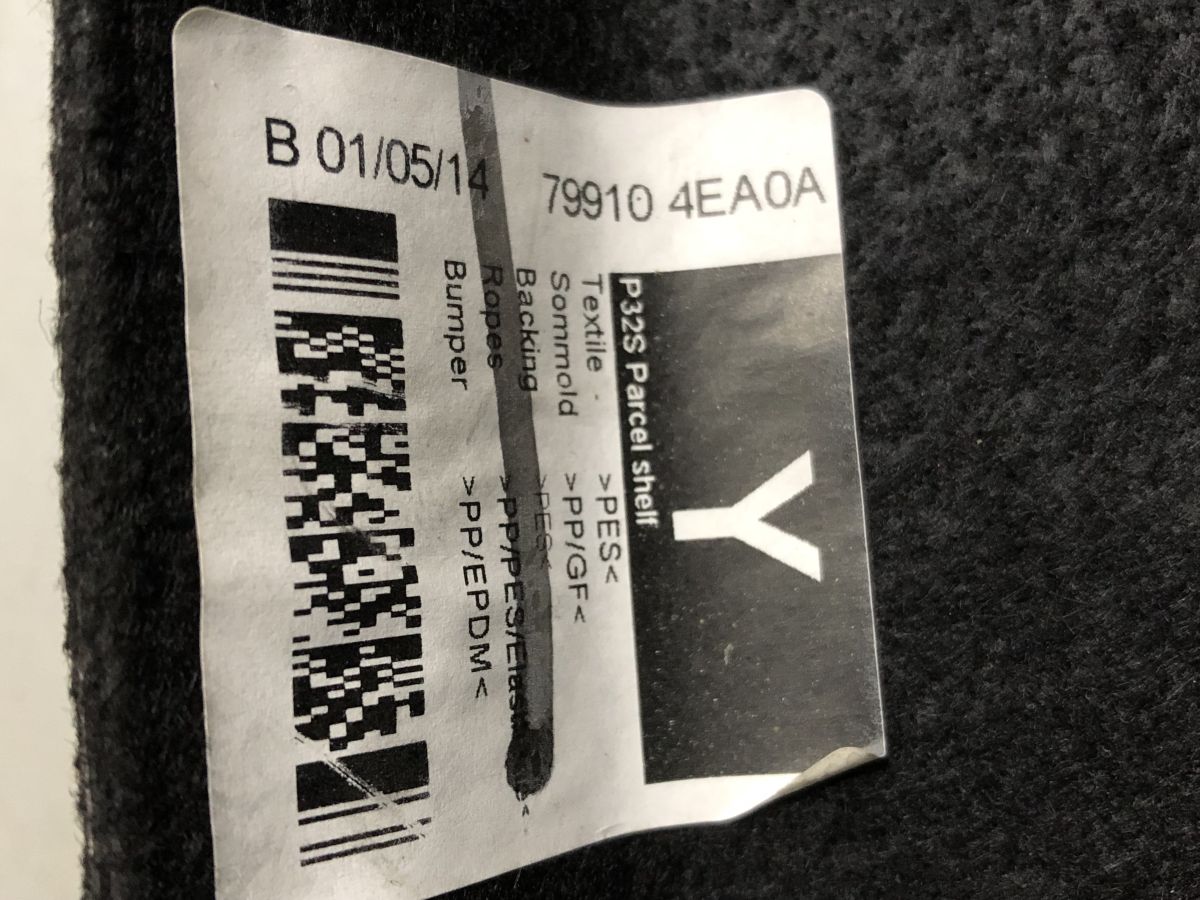 B 01/05/14 79910 4EA0A
Y
P32S Parcel shelf
Textile >PES<
Sommold >PP/GF<
Backing >PES<
Ropes >PP/PES/
Bumper >PP/EPDM<